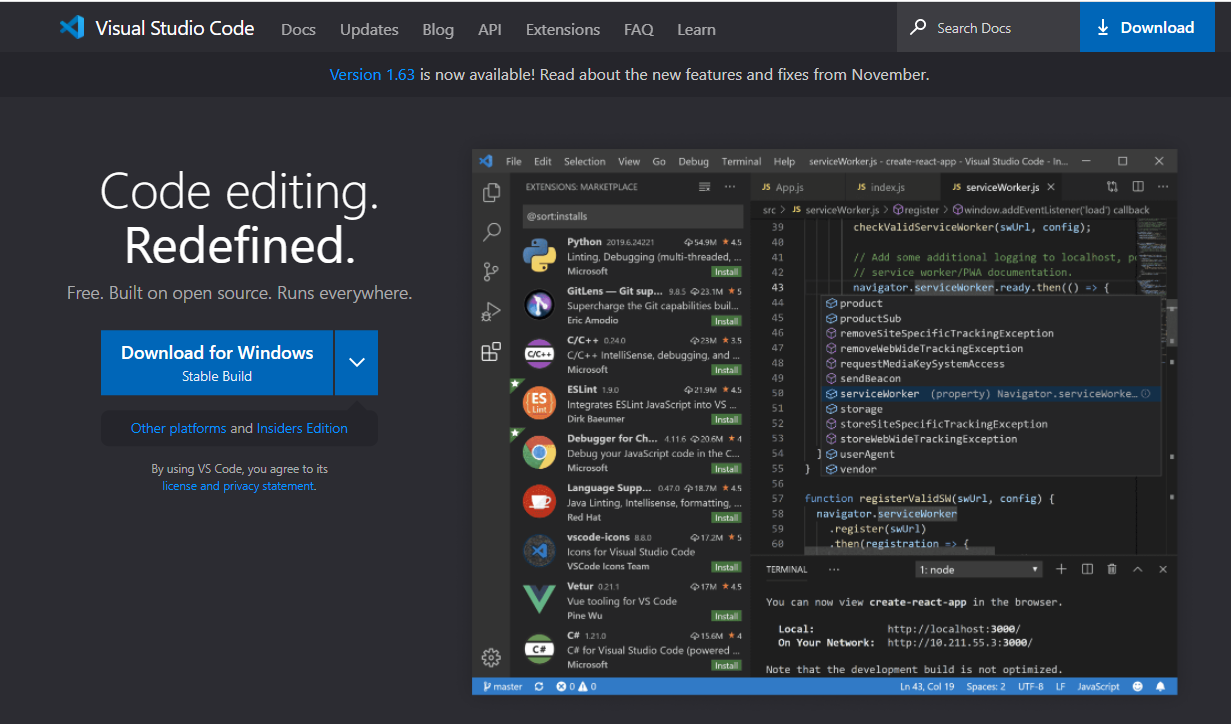 Visual Studio Code Docs Updates Blog API Extensions FAQ Learn Search Docs Download
Version 1.63 is now available! Read about the new features and fixes from November.
Code editing.
Redefined.
Free. Built on open source. Runs everywhere.
Download for Windows
Stable Build
Other platforms and Insiders Edition
By using VS Code, you agree to its
license and privacy statement.
File Edit Selection View Go Debug Terminal Help serviceWorker.js - create-react-app - Visual Studio Code - In...
EXTENSIONS: MARKETPLACE
@sort:installs
Python 2019.6.24221 54.9M 4.5
Linting, Debugging (multi-threaded, ...
Microsoft Install
GitLens — Git sup... 9.8.5 23.1M 5
Supercharge the Git capabilities buil...
Eric Amodio Install
C/C++ 0.24.0 23M 3.5
C/C++ IntelliSense, debugging, and ...
Microsoft Install
C/C++
ESLint 1.9.0 21.9M 4.5
Integrates ESLint JavaScript into VS ...
Dirk Baeumer Install
ES
Lint
Debugger for Ch... 4.11.6 20.6M 4
Debug your JavaScript code in the C...
Microsoft Install
Language Supp... 0.47.0 18.7M 4.5
Java Linting, Intellisense, formatting, ...
Red Hat Install
vscode-icons 8.8.0 17.2M 5
Icons for Visual Studio Code
VSCode Icons Team Install
Vetur 0.21.1 17M 4.5
Vue tooling for VS Code
Pine Wu Install
C# 1.21.0 15.6M 4
C# for Visual Studio Code (powered ...
Microsoft Install
C#
JS App.js JS index.js JS serviceWorker.js
src > JS serviceWorker.js > register > window.addEventListener('load') callback
39 checkValidServiceWorker(swUrl, config);
40
41 // Add some additional logging to localhost, po
42 // service worker/PWA documentation.
43 navigator.serviceWorker.ready.then(() => {
44 product
45 productSub
46 removeSiteSpecificTrackingException
47 removeWebWideTrackingException
48 requestMediaKeySystemAccess
49 sendBeacon
50 serviceWorker (property) Navigator.serviceWorke...
51 storage
52 storeSiteSpecificTrackingException
53 storeWebWideTrackingException
54 } userAgent
55 } vendor
56
57 function registerValidSW(swUrl, config) {
58 navigator.serviceWorker
59 .register(swUrl)
60 .then(registration => {
TERMINAL ... 1: node
You can now view create-react-app in the browser.
Local: http://localhost:3000/
On Your Network: http://10.211.55.3:3000/
Note that the development build is not optimized.
master 0 0 Ln 43, Col 19 Spaces: 2 UTF-8 LF JavaScript